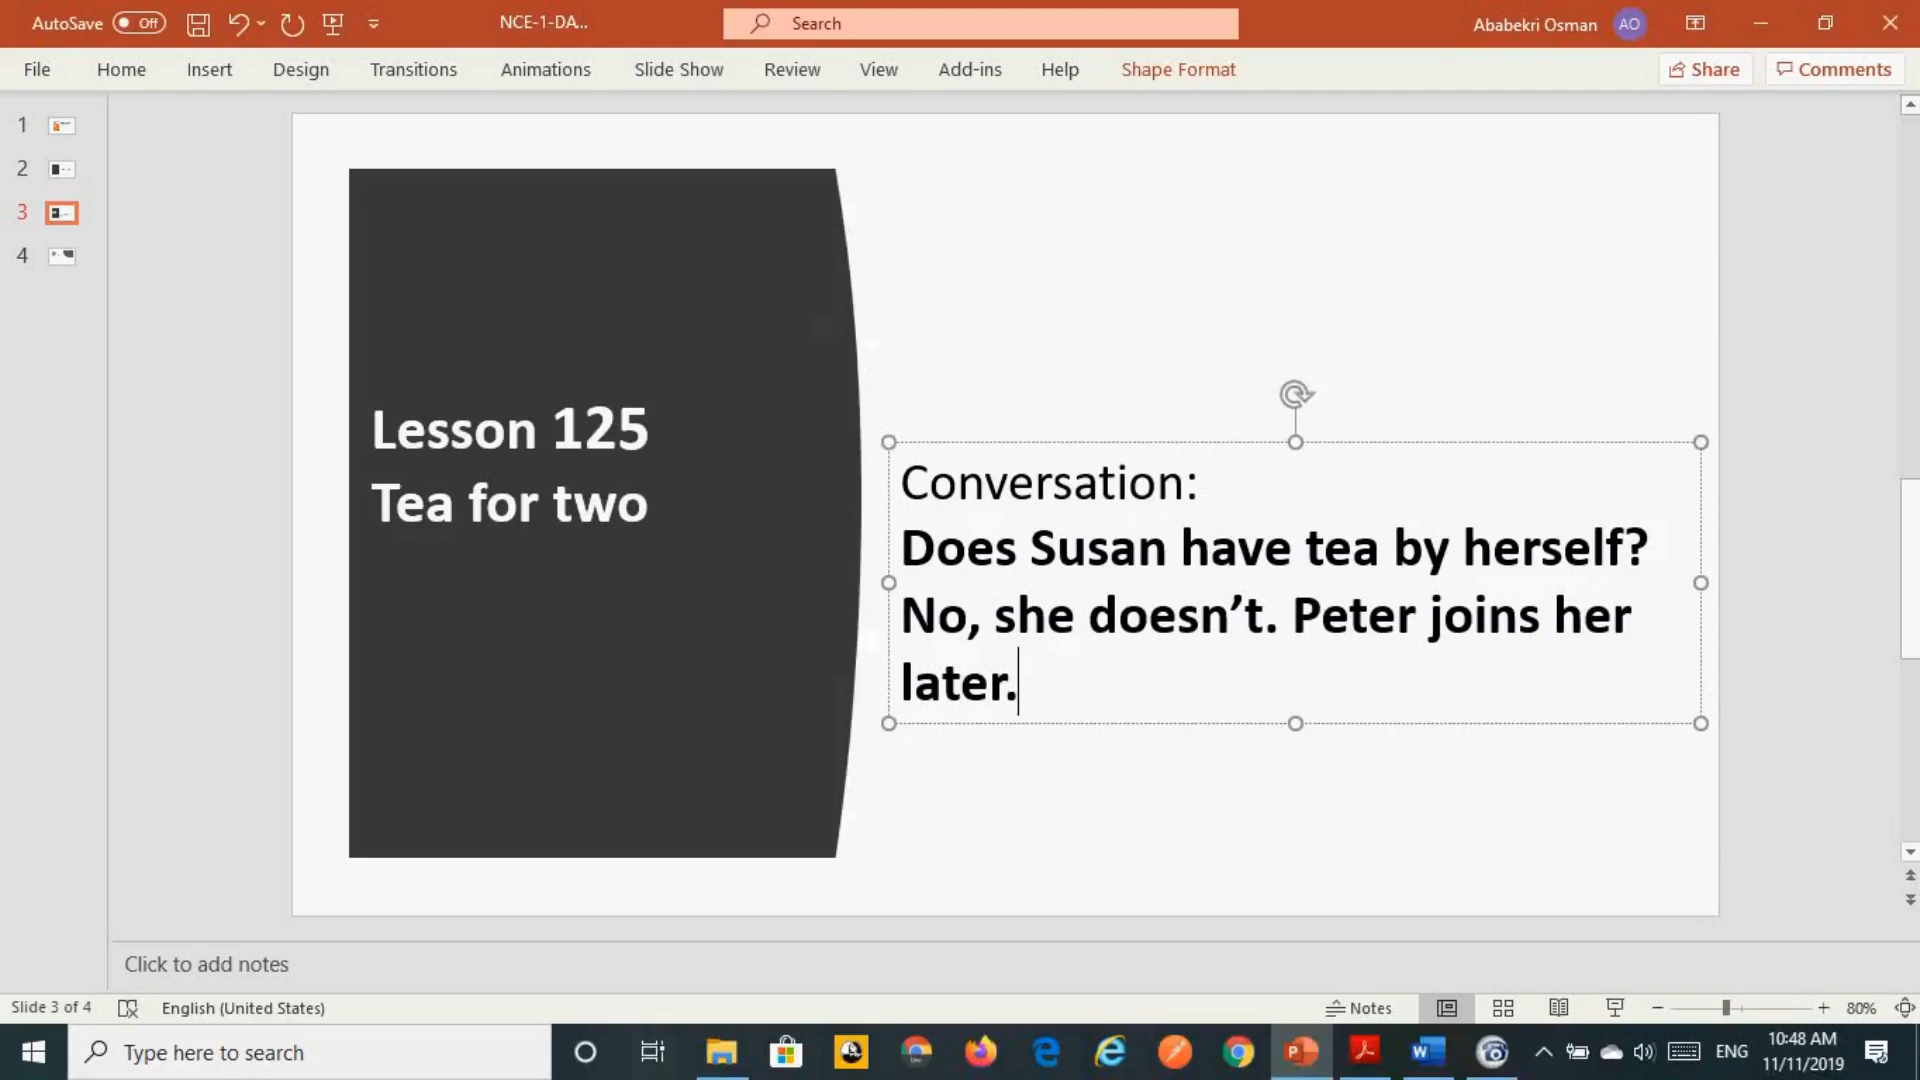 AutoSave Off NCE-1-DA... Search Ababekri Osman AO
File Home Insert Design Transitions Animations Slide Show Review View Add-ins Help Shape Format Share Comments
1
2
3
4
Lesson 125
Tea for two
Conversation:
Does Susan have tea by herself?
No, she doesn’t. Peter joins her
later.
Click to add notes
Slide 3 of 4 English (United States) Notes 80%
Type here to search ENG 10:48 AM
11/11/2019